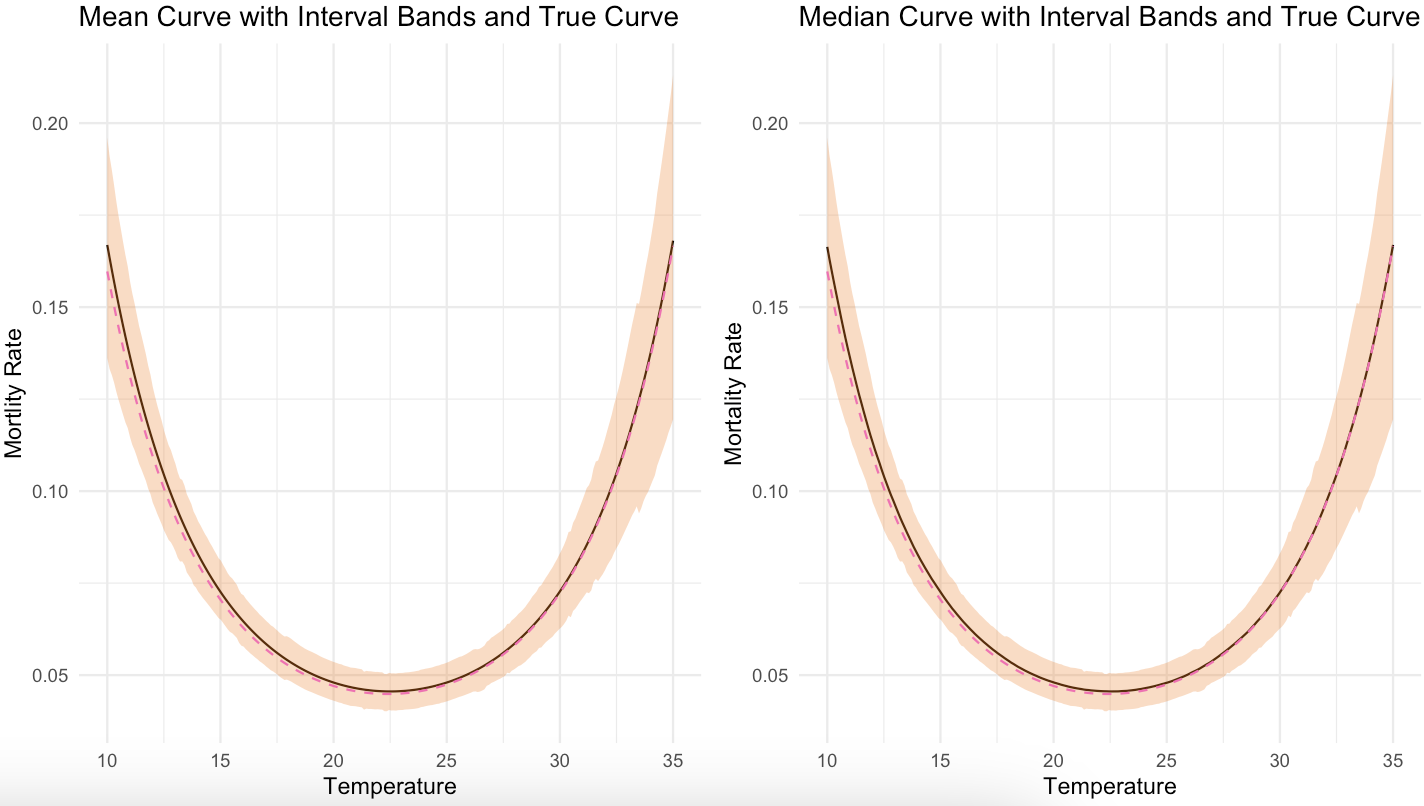 Mean Curve with Interval Bands and True Curve
0.20
0.15
0.10
0.05
Mortlity Rate
10 15 20 25 30 35
Temperature
Median Curve with Interval Bands and True Curve
0.20
0.15
0.10
0.05
Mortality Rate
10 15 20 25 30 35
Temperature